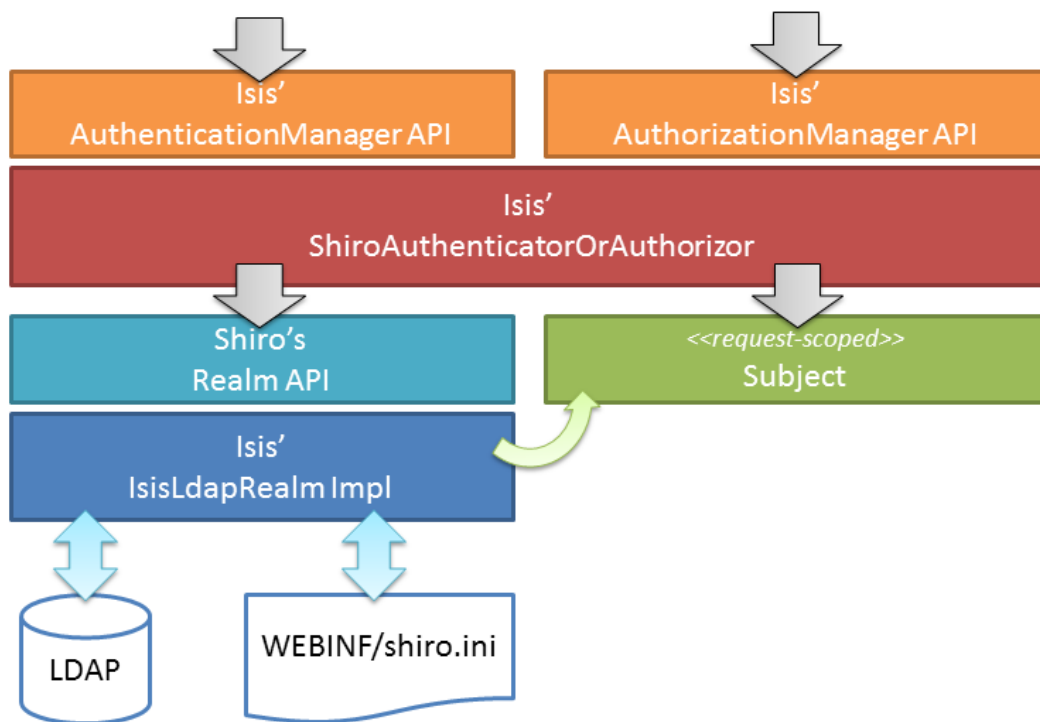 Isis’
AuthenticationManager API
Isis’
AuthorizationManager API
Isis’
ShiroAuthenticatorOrAuthorizor
Shiro’s
Realm API
<<request-scoped>>
Subject
Isis’
IsisLdapRealm Impl
LDAP
WEBINF/shiro.ini